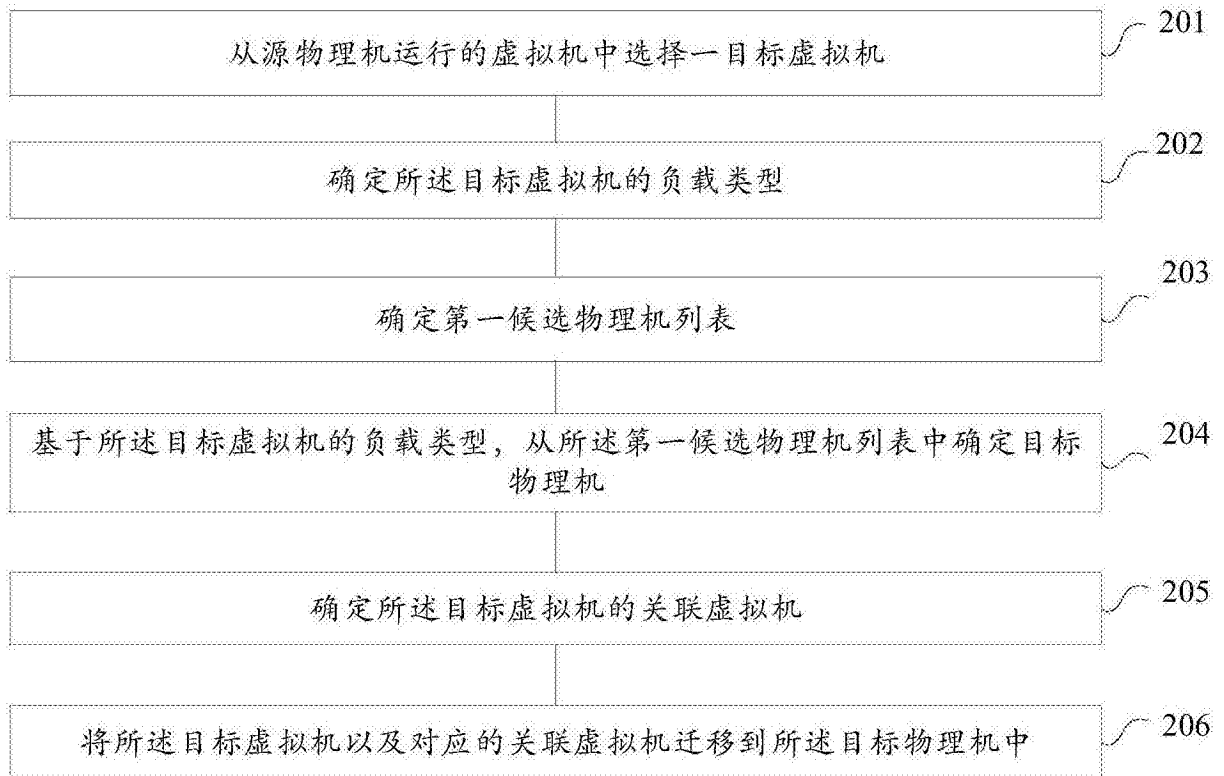 从源物理机运行的虚拟机中选择一目标虚拟机
201
确定所述目标虚拟机的负载类型
202
确定第一候选物理机列表
203
基于所述目标虚拟机的负载类型，从所述第一候选物理机列表中确定目标
物理机
204
确定所述目标虚拟机的关联虚拟机
205
将所述目标虚拟机以及对应的关联虚拟机迁移到所述目标物理机中
206